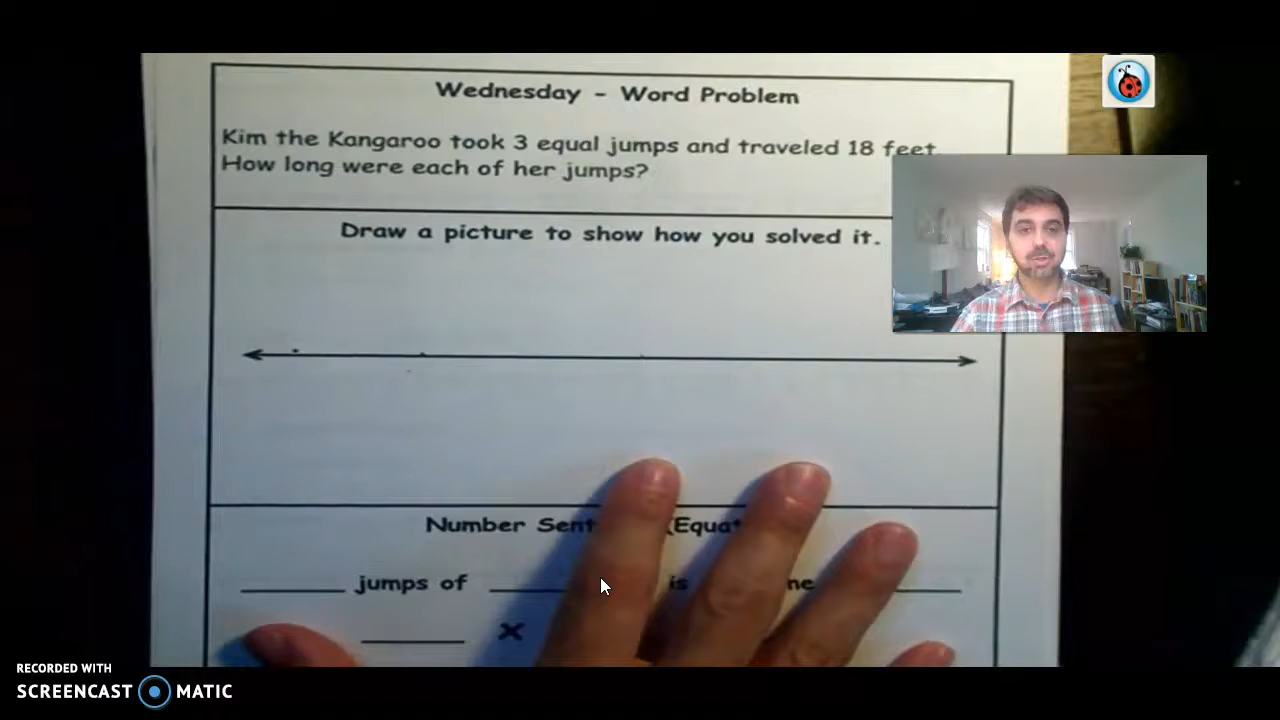 Wednesday - Word Problem
Kim the Kangaroo took 3 equal jumps and traveled 18 feet
How long were each of her jumps?
Draw a picture to show how you solved it.
Number
jumps of is
x
RECORDED WITH
SCREENCAST MATIC